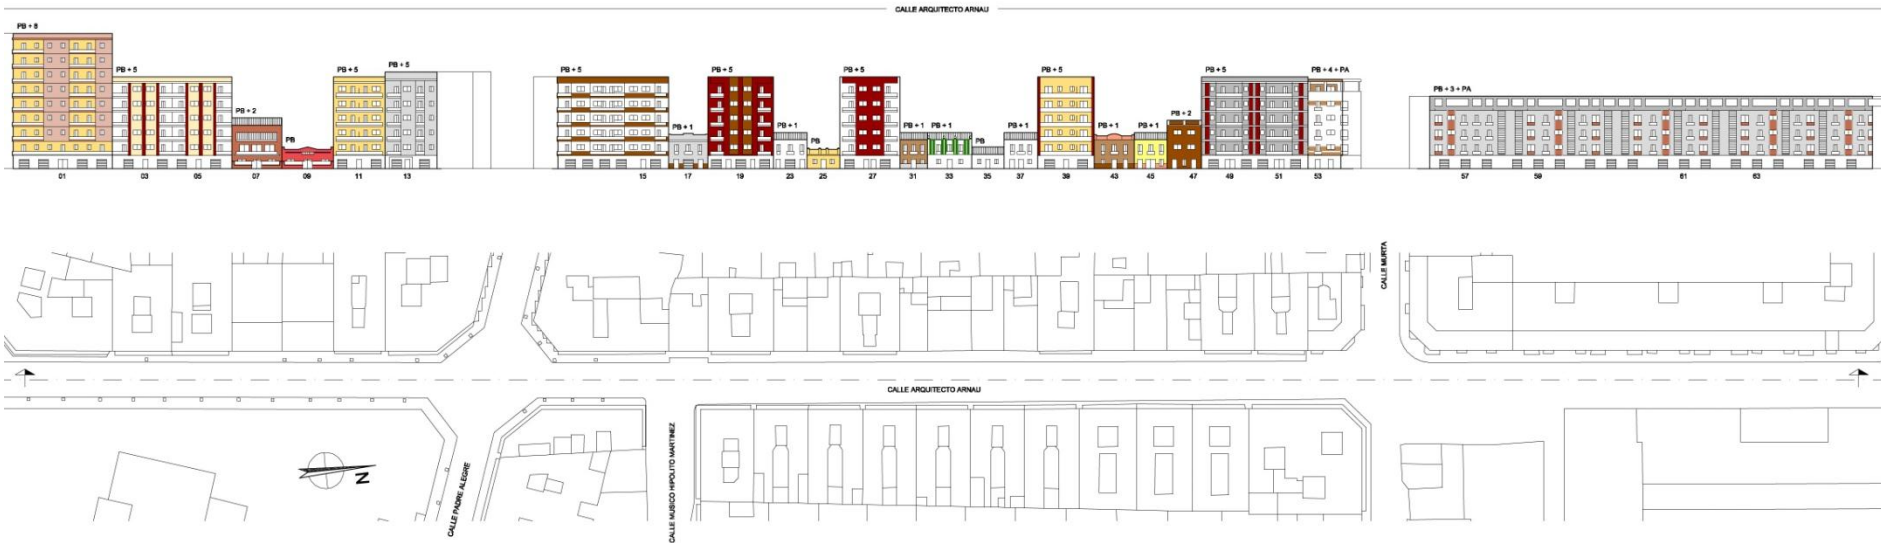 CALLE ARQUITECTO ARNAU
PB + 8
PB + 5
PB + 2
PB
PB + 5
PB + 5
PB + 5
PB + 1
PB + 5
PB + 1
PB
PB + 5
PB + 1
PB + 1
PB
PB + 1
PB + 5
PB + 1
PB + 1
PB + 2
PB + 5
PB + 4 + PA
PB + 3 + PA
01
03
05
07
09
11
13
15
17
19
23
25
27
31
33
35
37
39
43
45
47
49
51
53
57
59
61
63
CALLE MURTA
CALLE ARQUITECTO ARNAU
CALLE PADRE ALEGRE
CALLE MUSICO HIPOLITO MARTINEZ
N